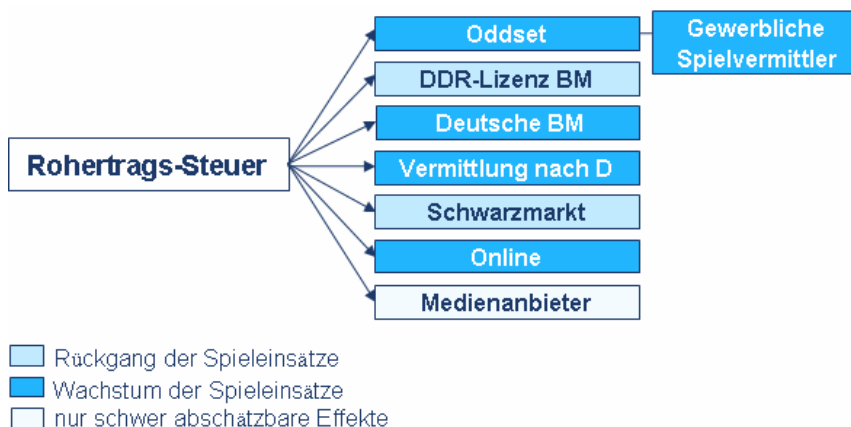 Oddset
Gewerbliche
Spielvermittler
DDR-Lizenz BM
Deutsche BM
Rohertrags-Steuer
Vermittlung nach D
Schwarzmarkt
Online
Medienanbieter
Rückgang der Spieleinsätze
Wachstum der Spieleinsätze
nur schwer abschätzbare Effekte